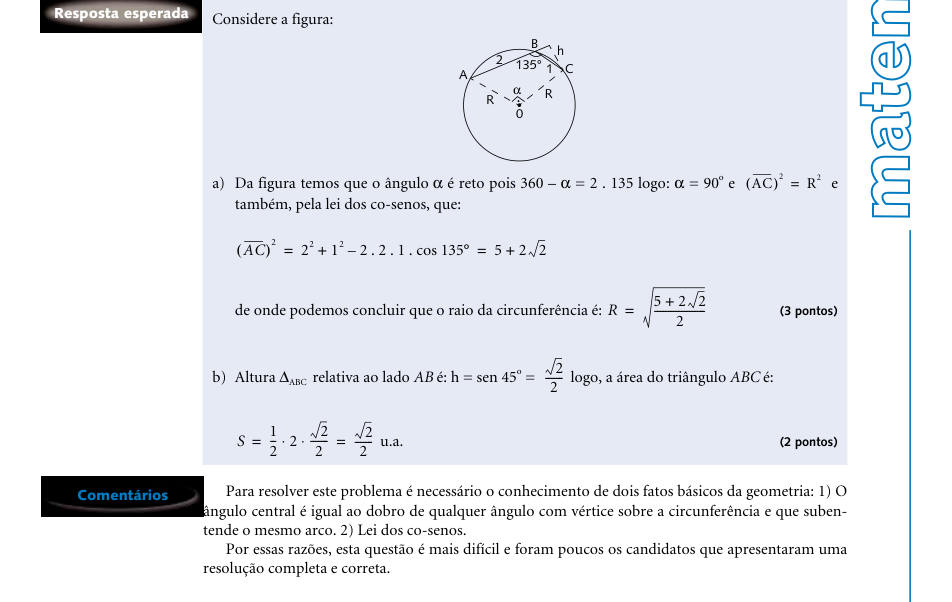 Resposta esperada
Considere a figura:
B
h
2
135°
1
C
A
α
R
R
0
a) Da figura temos que o ângulo α é reto pois 360 – α = 2 . 135 logo: α = 90° e (AC)² = R² e
também, pela lei dos co-senos, que:
(AC)² = 2² + 1² – 2 . 2 . 1 . cos 135° = 5 + 2√2
de onde podemos concluir que o raio da circunferência é: R = √((5 + 2√2)/2) (3 pontos)
b) Altura Δ_ABC relativa ao lado AB é: h = sen 45° = √2/2 logo, a área do triângulo ABC é:
S = 1/2 · 2 · √2/2 = √2/2 u.a. (2 pontos)
Comentários
Para resolver este problema é necessário o conhecimento de dois fatos básicos da geometria: 1) O
ângulo central é igual ao dobro de qualquer ângulo com vértice sobre a circunferência e que suben-
tende o mesmo arco. 2) Lei dos co-senos.
Por essas razões, esta questão é mais difícil e foram poucos os candidatos que apresentaram uma
resolução completa e correta.
matem